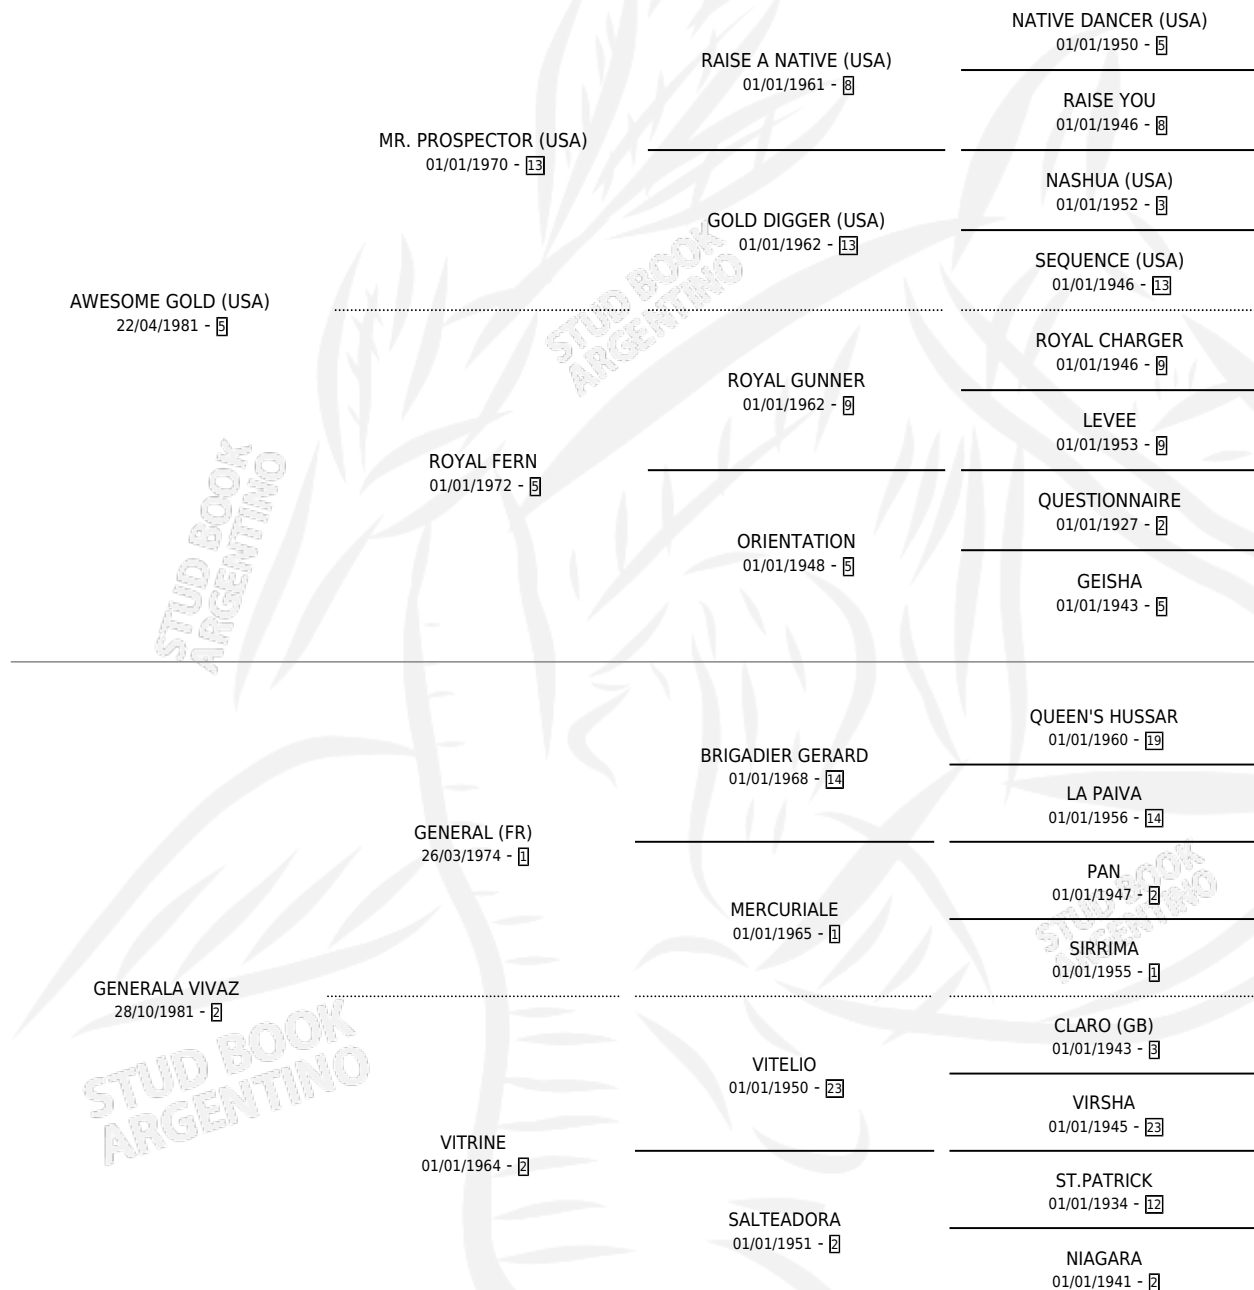 NATIVE DANCER (USA)
01/01/1950 - 5
RAISE A NATIVE (USA)
01/01/1961 - 8
RAISE YOU
01/01/1946 - 8
MR. PROSPECTOR (USA)
01/01/1970 - 13
NASHUA (USA)
01/01/1952 - 3
GOLD DIGGER (USA)
01/01/1962 - 13
SEQUENCE (USA)
01/01/1946 - 13
AWESOME GOLD (USA)
22/04/1981 - 5
STUD BOOK
ARGENTINO
ROYAL CHARGER
01/01/1946 - 9
ROYAL GUNNER
01/01/1962 - 9
LEVEE
01/01/1953 - 9
ROYAL FERN
01/01/1972 - 5
QUESTIONNAIRE
01/01/1927 - 2
ORIENTATION
01/01/1948 - 5
GEISHA
01/01/1943 - 5
STUD BOOK
ARGENTINO
QUEEN'S HUSSAR
01/01/1960 - 19
BRIGADIER GERARD
01/01/1968 - 14
LA PAIVA
01/01/1956 - 14
GENERAL (FR)
26/03/1974 - 1
PAN
01/01/1947 - 2
STUD BOOK
ARGENTINO
MERCURIALE
01/01/1965 - 1
SIRRIMA
01/01/1955 - 1
GENERALA VIVAZ
28/10/1981 - 2
STUD BOOK
ARGENTINO
CLARO (GB)
01/01/1943 - 3
VITELIO
01/01/1950 - 23
VIRSHA
01/01/1945 - 23
VITRINE
01/01/1964 - 2
ST.PATRICK
01/01/1934 - 12
SALTEADORA
01/01/1951 - 2
NIAGARA
01/01/1941 - 2